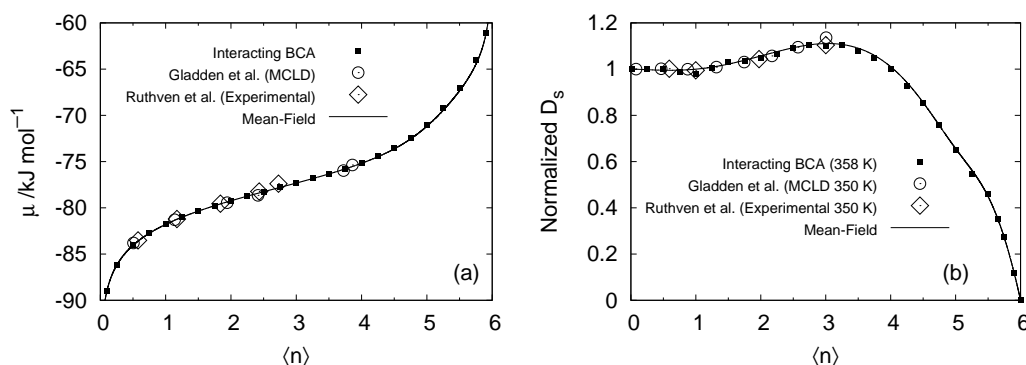 -60
-65
-70
-75
-80
-85
-90
μ /kJ mol⁻¹
Interacting BCA
Gladden et al. (MCLD)
Ruthven et al. (Experimental)
Mean-Field
(a)
0 1 2 3 4 5 6
⟨n⟩
1.2
1
0.8
0.6
0.4
0.2
0
Normalized Dₛ
Interacting BCA (358 K)
Gladden et al. (MCLD 350 K)
Ruthven et al. (Experimental 350 K)
Mean-Field
(b)
0 1 2 3 4 5 6
⟨n⟩